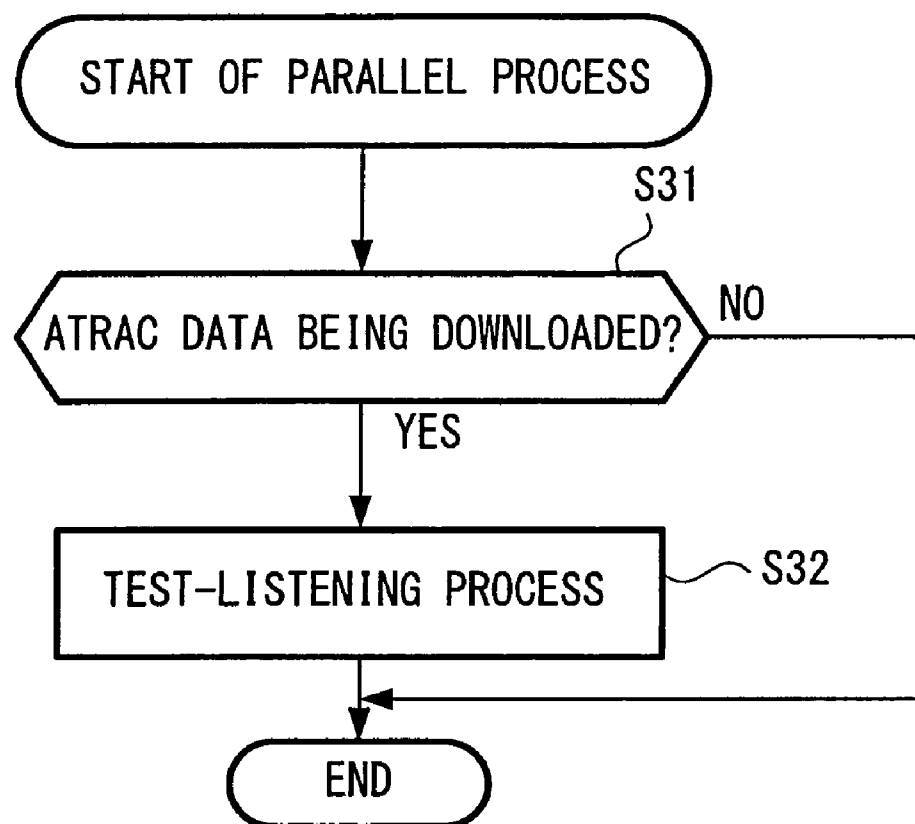 START OF PARALLEL PROCESS
S31
ATRAC DATA BEING DOWNLOADED?
NO
YES
TEST-LISTENING PROCESS
S32
END